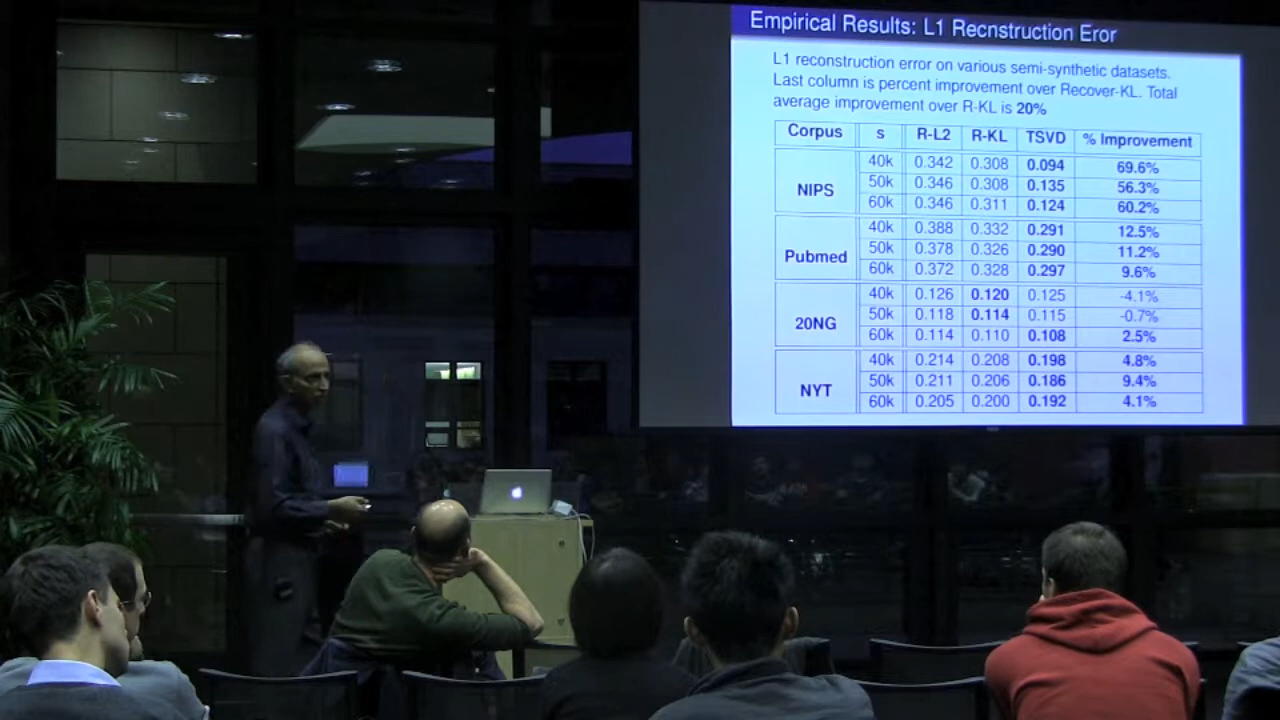 Empirical Results: L1 Recnstruction Eror
L1 reconstruction error on various semi-synthetic datasets.
Last column is percent improvement over Recover-KL. Total
average improvement over R-KL is 20%
Corpus s R-L2 R-KL TSVD % Improvement
NIPS 40k 0.342 0.308 0.094 69.6%
50k 0.346 0.308 0.135 56.3%
60k 0.346 0.311 0.124 60.2%
Pubmed 40k 0.388 0.332 0.291 12.5%
50k 0.378 0.326 0.290 11.2%
60k 0.372 0.328 0.297 9.6%
20NG 40k 0.126 0.120 0.125 -4.1%
50k 0.118 0.114 0.115 -0.7%
60k 0.114 0.110 0.108 2.5%
NYT 40k 0.214 0.208 0.198 4.8%
50k 0.211 0.206 0.186 9.4%
60k 0.205 0.200 0.192 4.1%